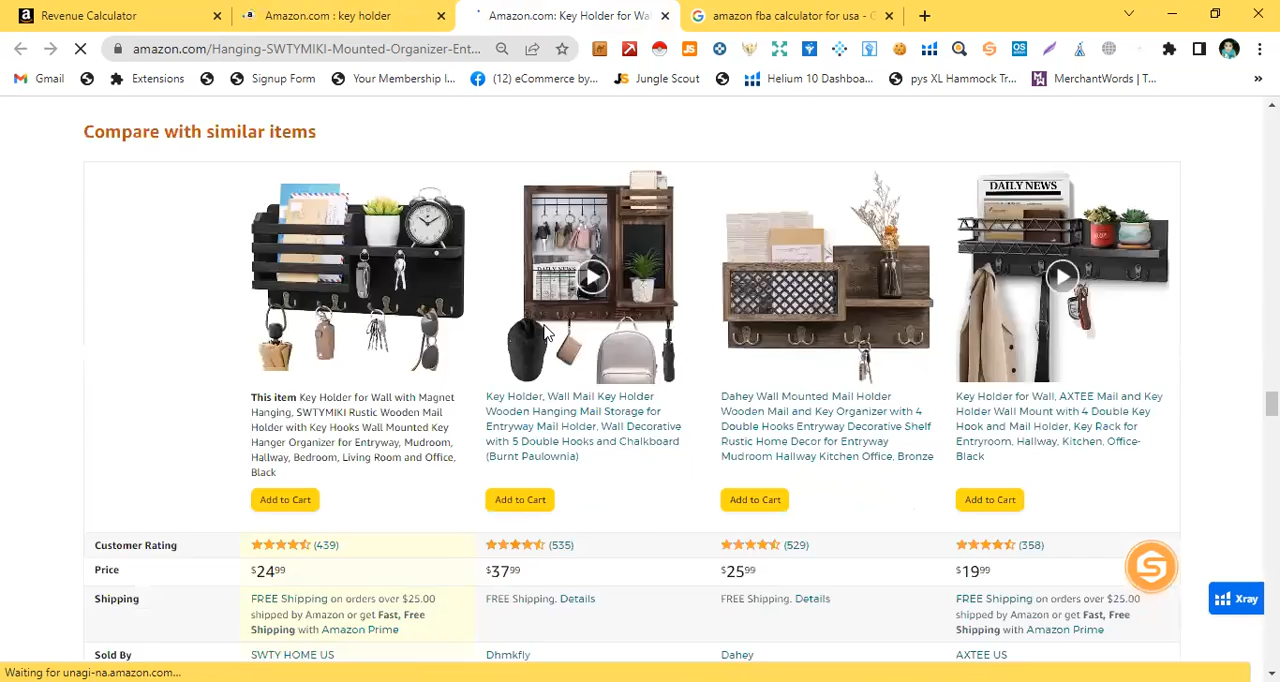 Revenue Calculator
Amazon.com : key holder
Amazon.com: Key Holder for Wa
amazon fba calculator for usa - G
amazon.com/Hanging-SWTYMIKI-Mounted-Organizer-Ent...
Gmail
Extensions
Signup Form
Your Membership I...
(12) eCommerce by...
Jungle Scout
Helium 10 Dashboa...
pys XL Hammock Tr...
MerchantWords | T...
»
Compare with similar items
DAILY NEWS
DAILY NEWS
This item Key Holder for Wall with Magnet
Hanging, SWTYMIKI Rustic Wooden Mail
Holder with Key Hooks Wall Mounted Key
Hanger Organizer for Entryway, Mudroom,
Hallway, Bedroom, Living Room and Office,
Black
Key Holder, Wall Mail Key Holder
Wooden Hanging Mail Storage for
Entryway Mail Holder, Wall Decorative
with 5 Double Hooks and Chalkboard
(Burnt Paulownia)
Dahey Wall Mounted Mail Holder
Wooden Mail and Key Organizer with 4
Double Hooks Entryway Decorative Shelf
Rustic Home Decor for Entryway
Mudroom Hallway Kitchen Office, Bronze
Key Holder for Wall, AXTEE Mail and Key
Holder Wall Mount with 4 Double Key
Hook and Mail Holder, Key Rack for
Entryroom, Hallway, Kitchen, Office-
Black
Add to Cart
Add to Cart
Add to Cart
Add to Cart
Customer Rating
(439)
(535)
(529)
(358)
Price
$2499
$3799
$2599
$1999
Shipping
FREE Shipping on orders over $25.00
shipped by Amazon or get Fast, Free
Shipping with Amazon Prime
FREE Shipping. Details
FREE Shipping. Details
FREE Shipping on orders over $25.00
shipped by Amazon or get Fast, Free
Shipping with Amazon Prime
Xray
Sold By
SWTY HOME US
Dhmkfly
Dahey
AXTEE US
Waiting for unagi-na.amazon.com...